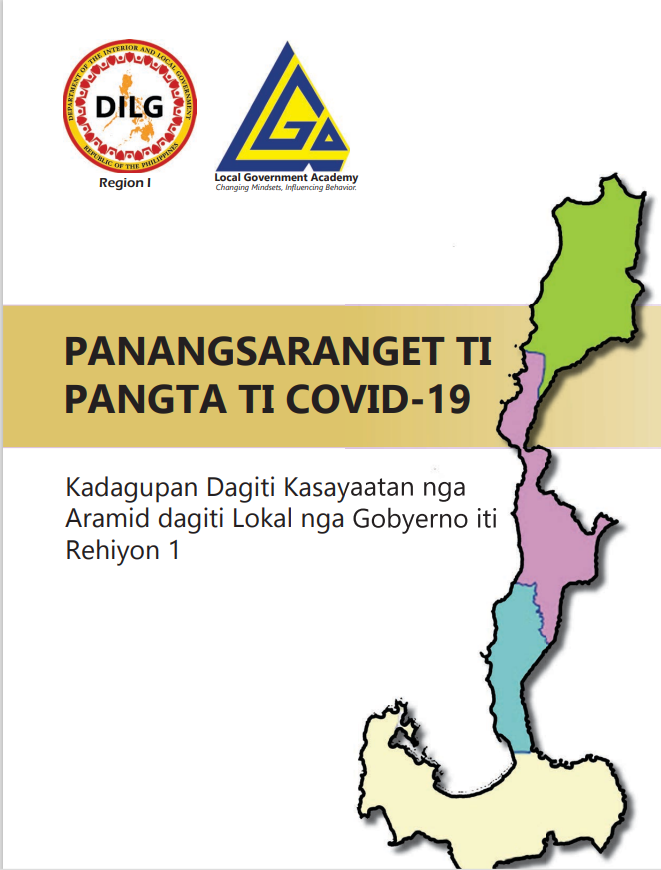 DEPARTMENT OF THE INTERIOR AND LOCAL GOVERNMENT
DILG
REPUBLIC OF THE PHILIPPINES
Region I
LGA
Local Government Academy
Changing Mindsets, Influencing Behavior.
PANANGSARANGET TI
PANGTA TI COVID-19
Kadagupan Dagiti Kasayaatan nga
Aramid dagiti Lokal nga Gobyerno iti
Rehiyon 1